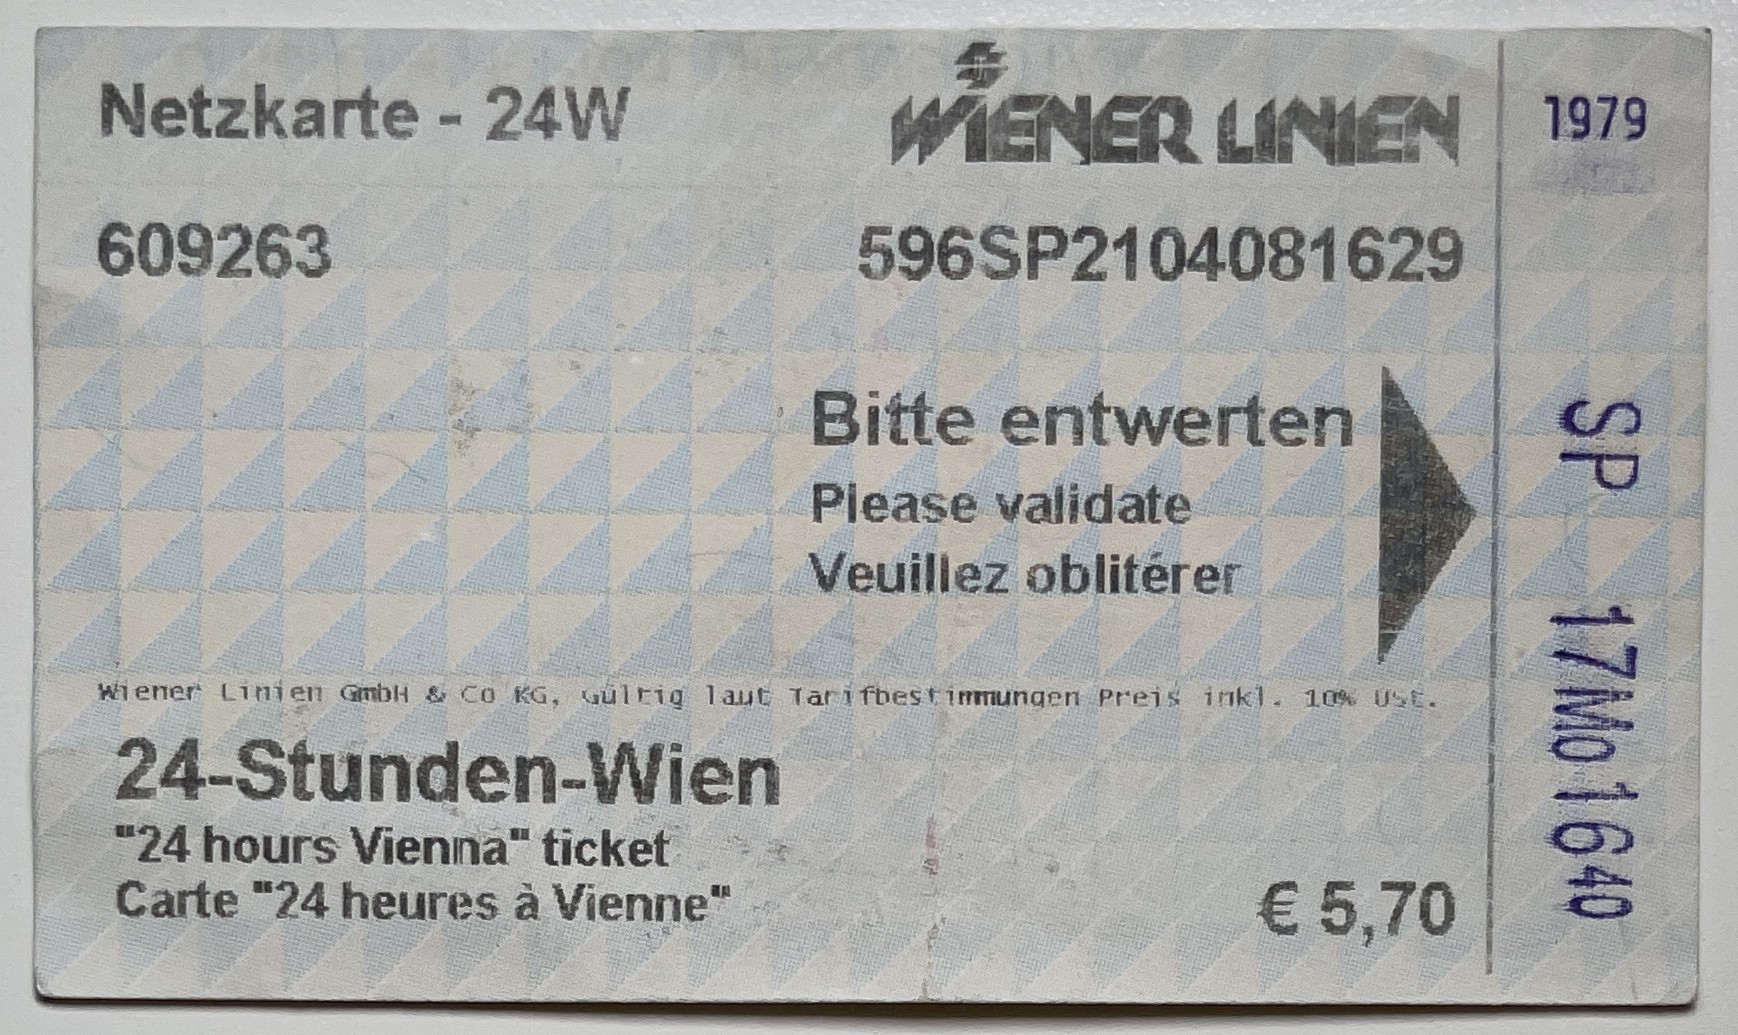 Netzkarte - 24W
WIENER LINIEN
1979
609263
596SP2104081629
Bitte entwerten
Please validate
Veuillez oblitérer
Wiener Linien GmbH & Co KG, Gültig laut Tarifbestimmungen Preis inkl. 10% USt.
24-Stunden-Wien
"24 hours Vienna" ticket
Carte "24 heures à Vienne"
€ 5,70
SP 17Mo1640